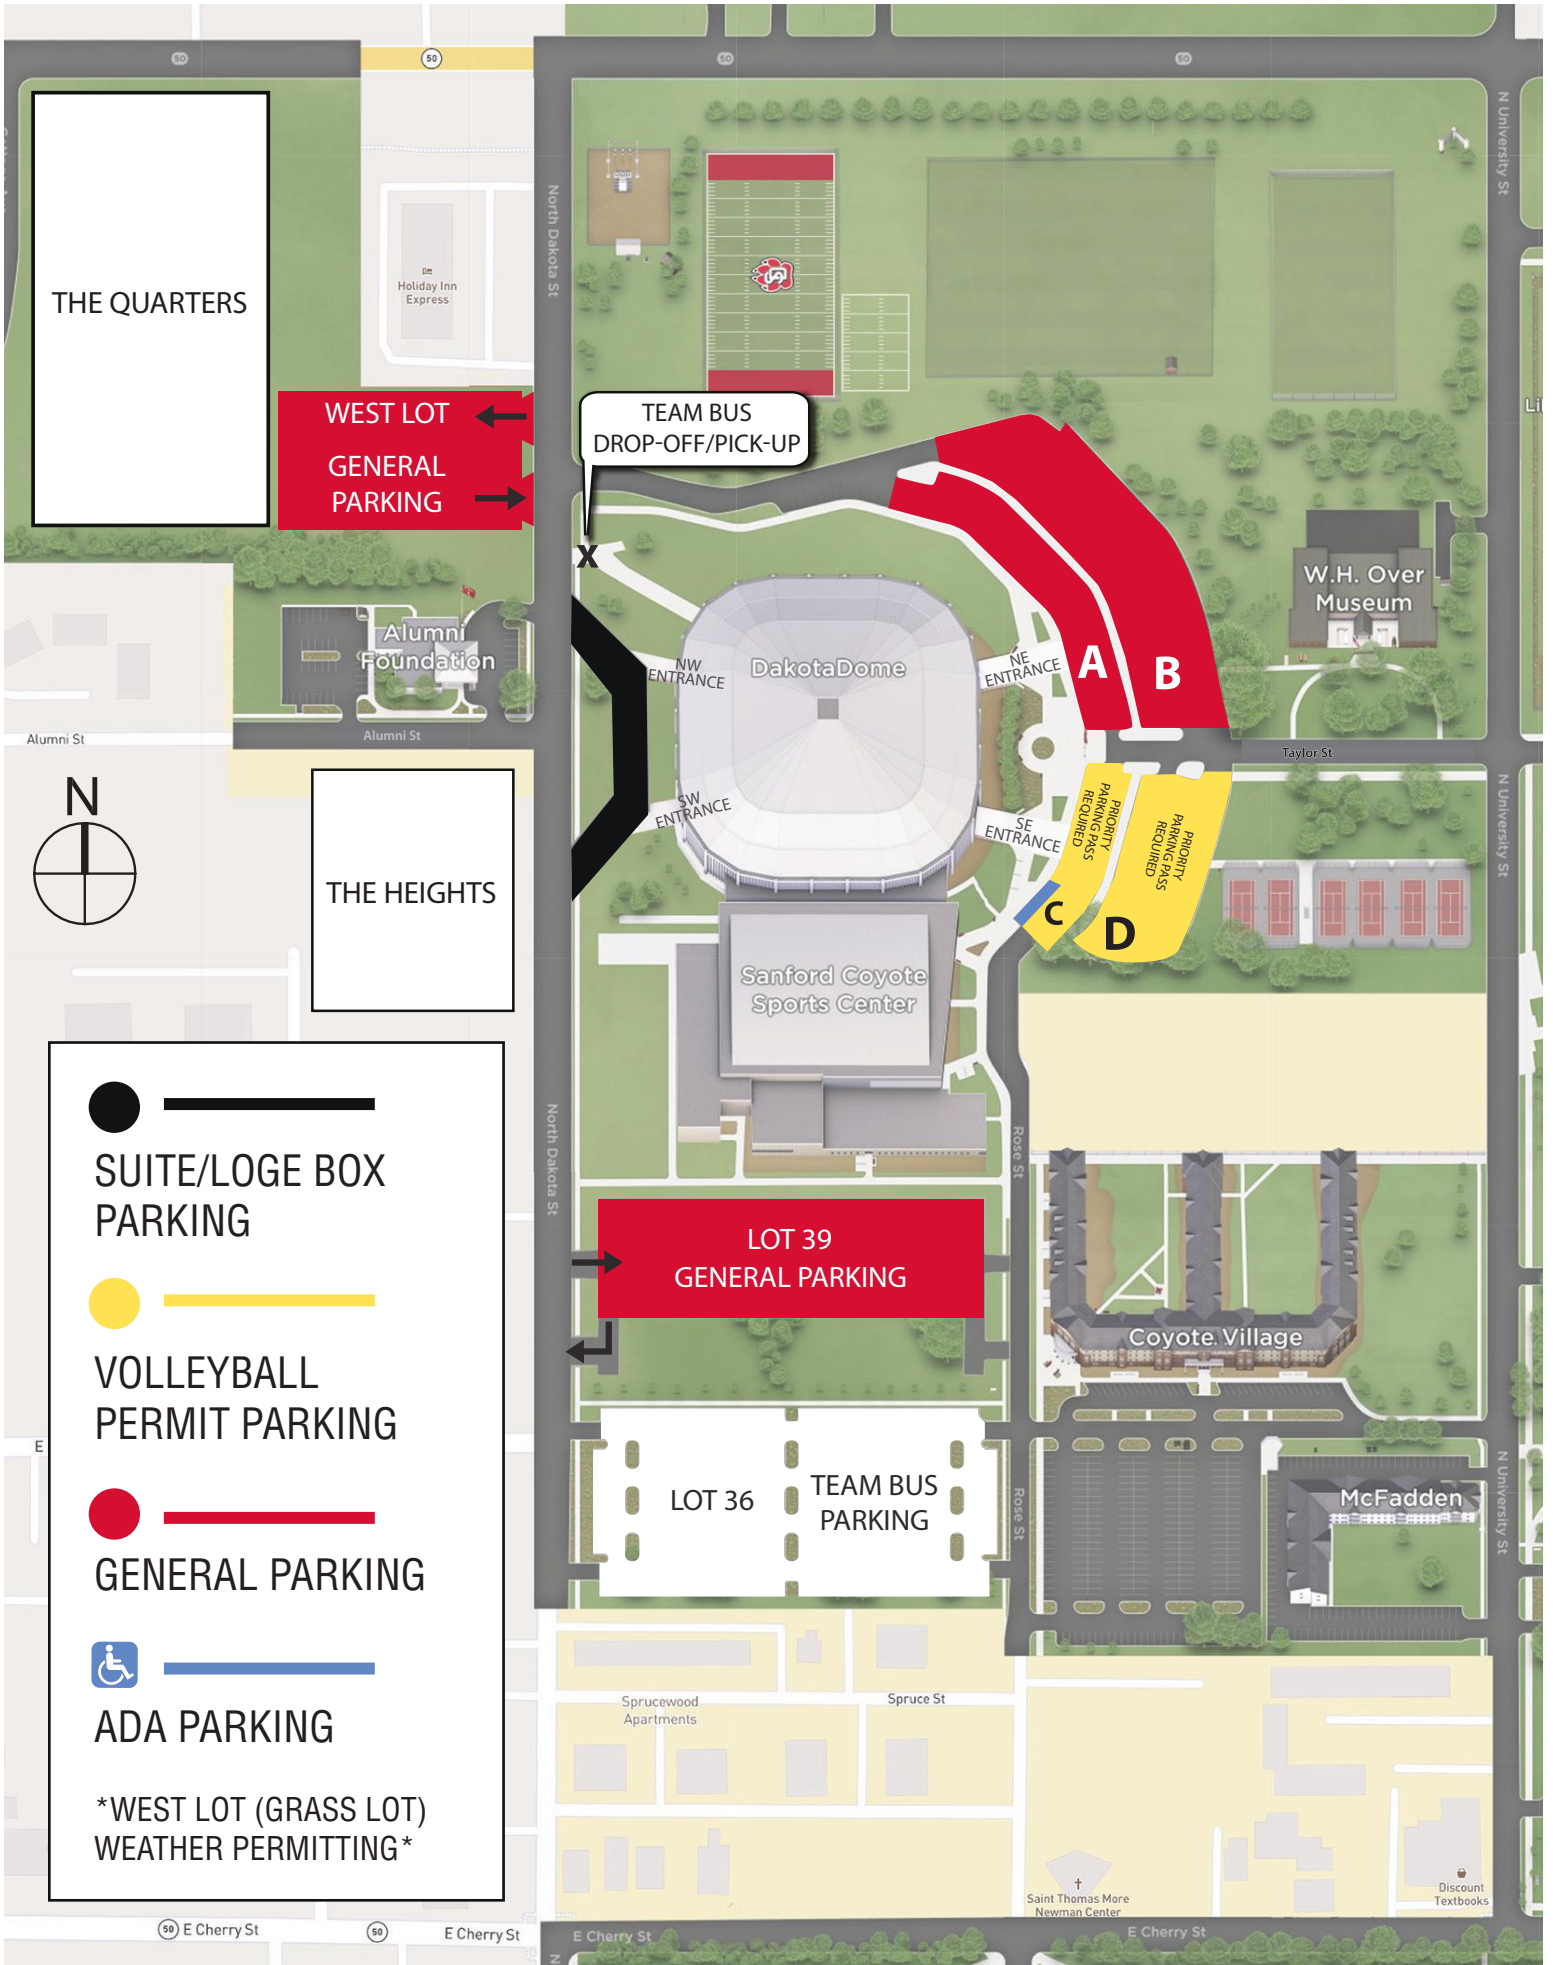 50
50
50
50
N University St
North Dakota St
Holiday Inn
Express
THE QUARTERS
WEST LOT
GENERAL
PARKING
TEAM BUS
DROP-OFF/PICK-UP
X
W.H. Over
Museum
Alumni
Foundation
NW
ENTRANCE
DakotaDome
NE
ENTRANCE
A
B
Alumni St
Alumni St
Taylor St
N
THE HEIGHTS
SW
ENTRANCE
SE
ENTRANCE
PRIORITY
PARKING PASS
REQUIRED
PRIORITY
PARKING PASS
REQUIRED
C
D
N University St
Sanford Coyote
Sports Center
North Dakota St
Rose St
SUITE/LOGE BOX
PARKING
VOLLEYBALL
PERMIT PARKING
GENERAL PARKING
ADA PARKING
*WEST LOT (GRASS LOT)
WEATHER PERMITTING*
LOT 39
GENERAL PARKING
Coyote Village
E
LOT 36
TEAM BUS
PARKING
Rose St
McFadden
N University St
Sprucewood
Apartments
Spruce St
Saint Thomas More
Newman Center
Discount
Textbooks
50 E Cherry St
50
E Cherry St
E Cherry St
E Cherry St
N